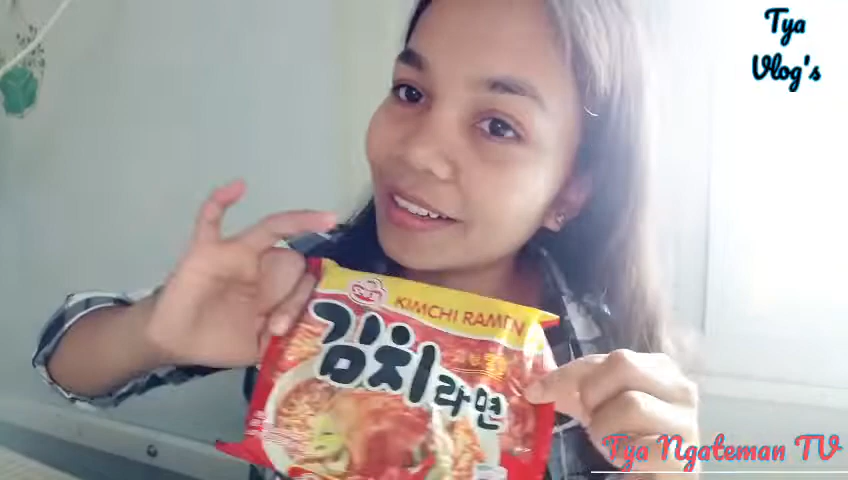 Tya
Vlog's
KIMCHI RAMEN
김치
라면
Tya Ngateman TV